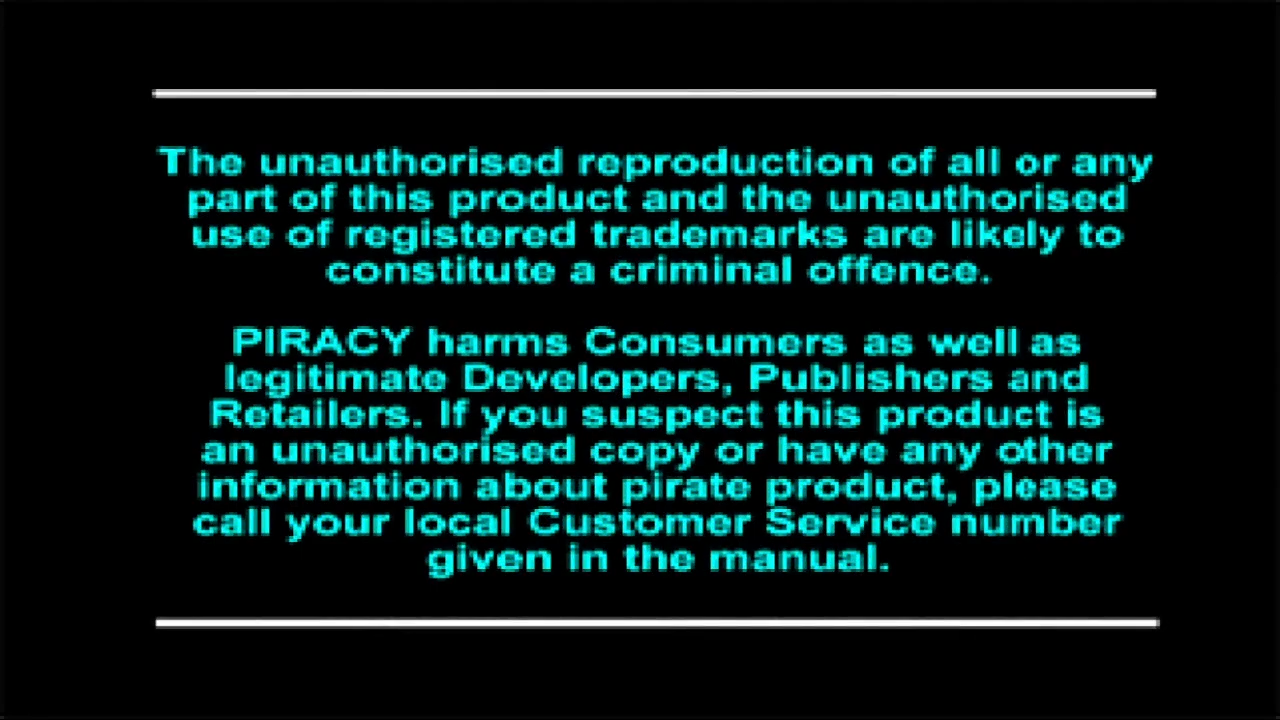 The unauthorised reproduction of all or any
part of this product and the unauthorised
use of registered trademarks are likely to
constitute a criminal offence.
PIRACY harms Consumers as well as
legitimate Developers, Publishers and
Retailers. If you suspect this product is
an unauthorised copy or have any other
information about pirate product, please
call your local Customer Service number
given in the manual.